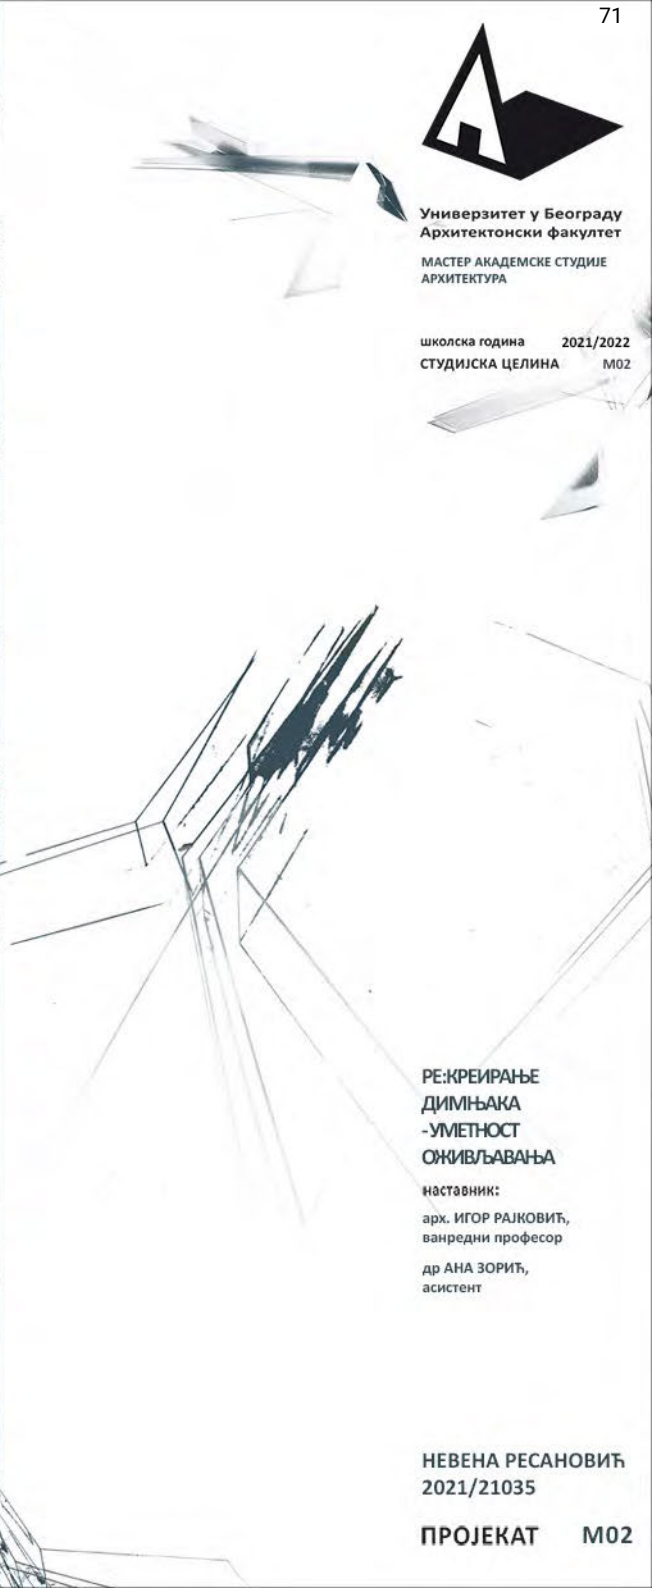 71
Универзитет у Београду
Архитектонски факултет
МАСТЕР АКАДЕМСКЕ СТУДИЈЕ
АРХИТЕКТУРА
школска година 2021/2022
СТУДИЈСКА ЦЕЛИНА М02
РЕ:КРЕИРАЊЕ
ДИМЊАКА
-УМЕТНОСТ
ОЖИВЉАВАЊА
наставник:
арх. ИГОР РАЈКОВИЋ,
ванредни професор
др АНА ЗОРИЋ,
асистент
НЕВЕНА РЕСАНОВИЋ
2021/21035
ПРОЈЕКАТ М02